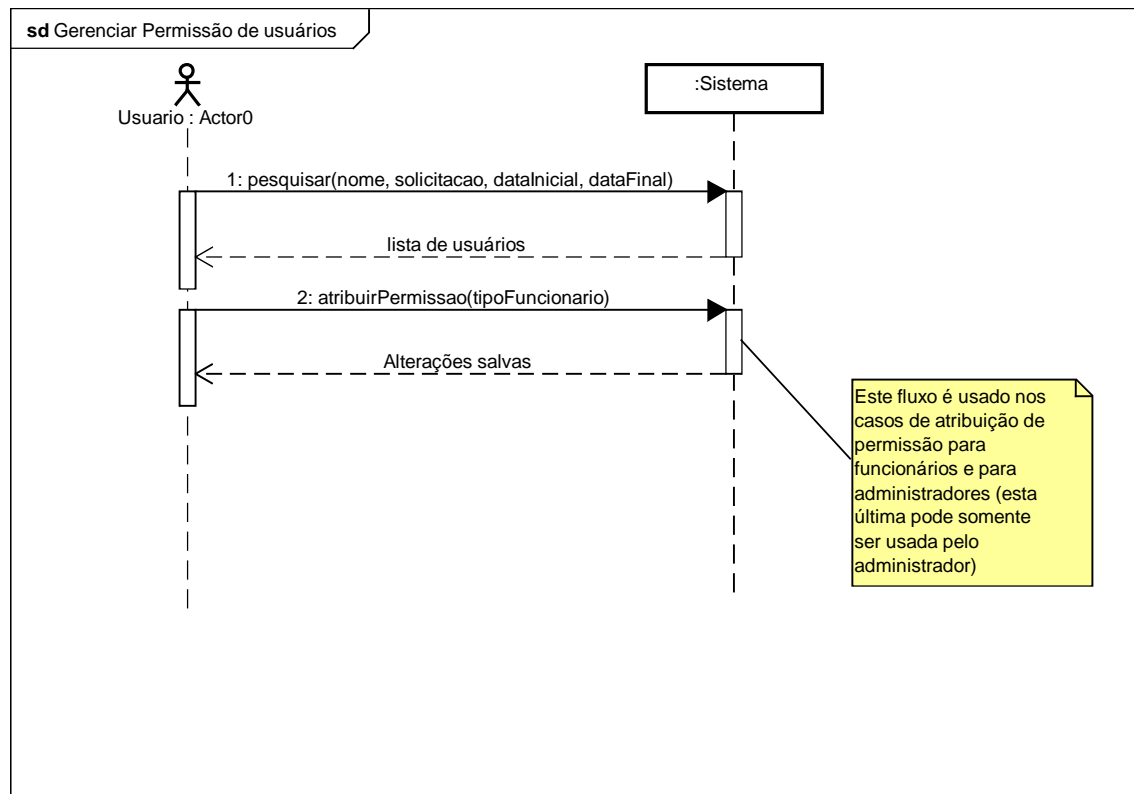 sd Gerenciar Permissão de usuários
:Sistema
Usuario : Actor0
1: pesquisar(nome, solicitacao, dataInicial, dataFinal)
lista de usuários
2: atribuirPermissao(tipoFuncionario)
Alterações salvas
Este fluxo é usado nos
casos de atribuição de
permissão para
funcionários e para
administradores (esta
última pode somente
ser usada pelo
administrador)